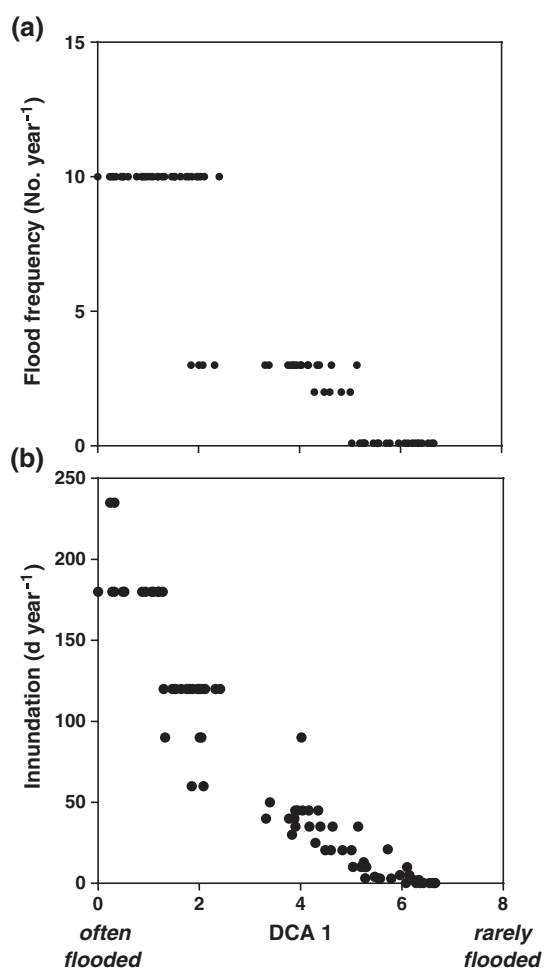 (a)
15
10
5
0
Flood frequency (No. year⁻¹)
(b)
250
200
150
100
50
0
Innundation (d year⁻¹)
0 2 4 6 8
often flooded
DCA 1
rarely flooded